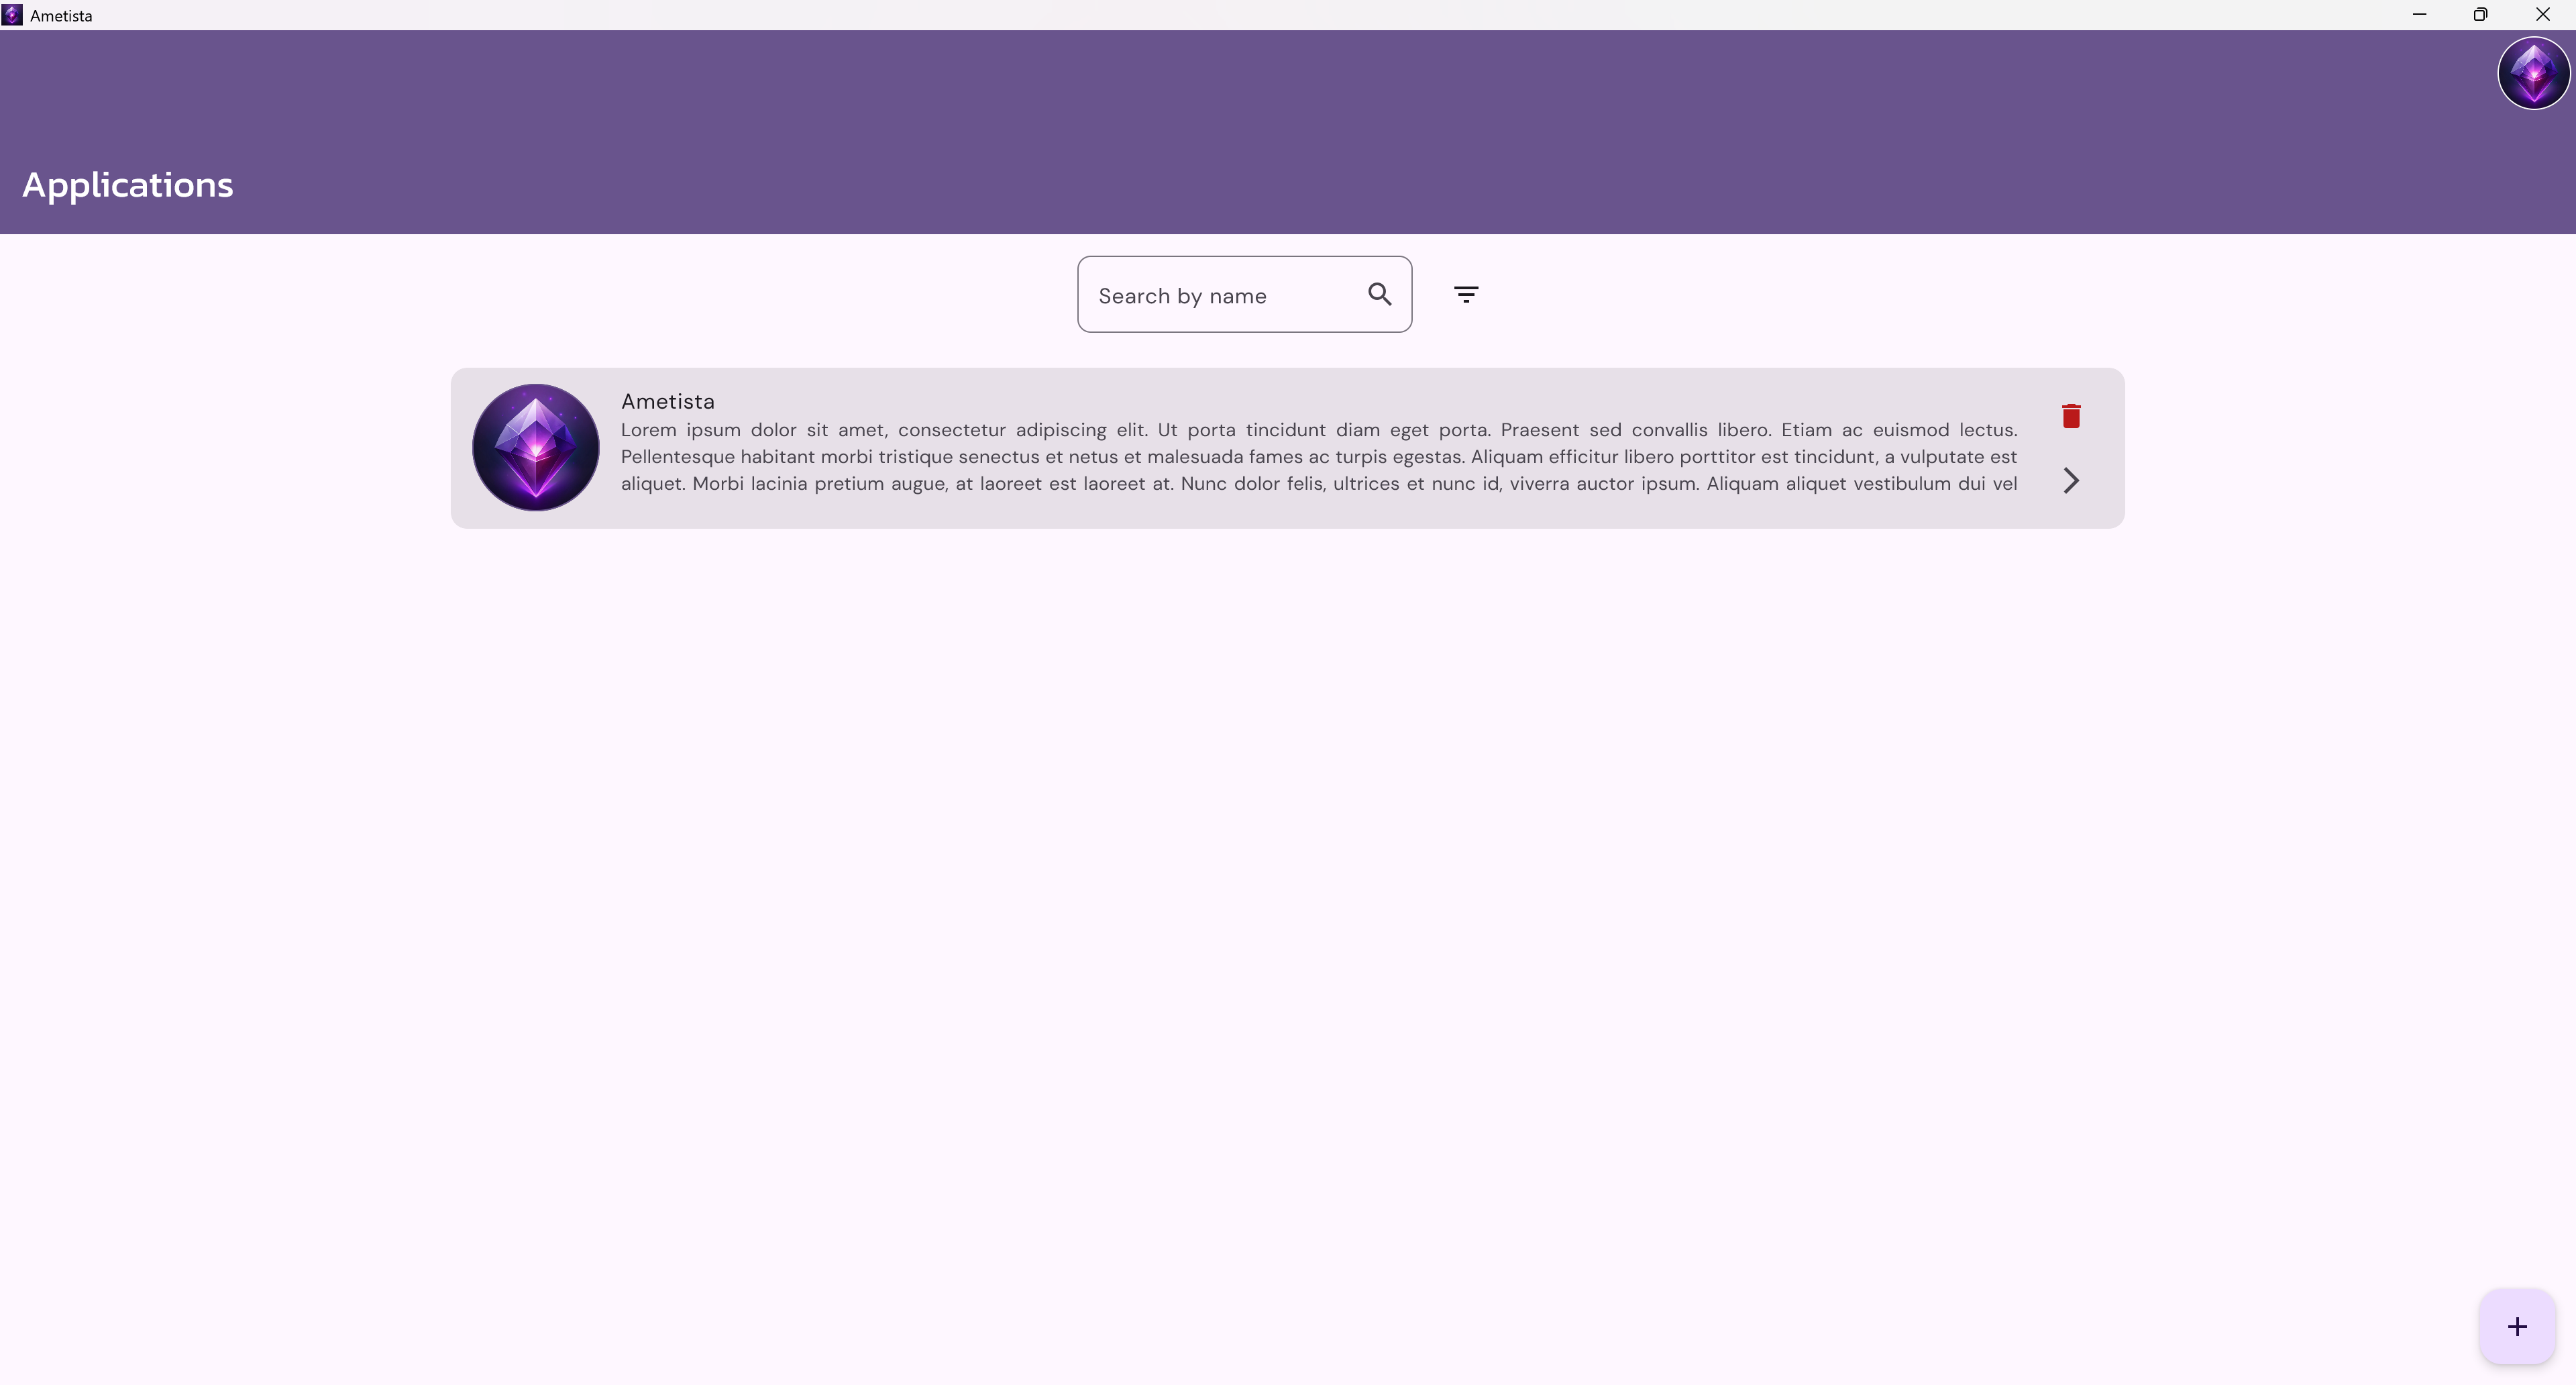 Ametista
Applications
Search by name
Ametista
Lorem ipsum dolor sit amet, consectetur adipiscing elit. Ut porta tincidunt diam eget porta. Praesent sed convallis libero. Etiam ac euismod lectus.
Pellentesque habitant morbi tristique senectus et netus et malesuada fames ac turpis egestas. Aliquam efficitur libero porttitor est tincidunt, a vulputate est
aliquet. Morbi lacinia pretium augue, at laoreet est laoreet at. Nunc dolor felis, ultrices et nunc id, viverra auctor ipsum. Aliquam aliquet vestibulum dui vel